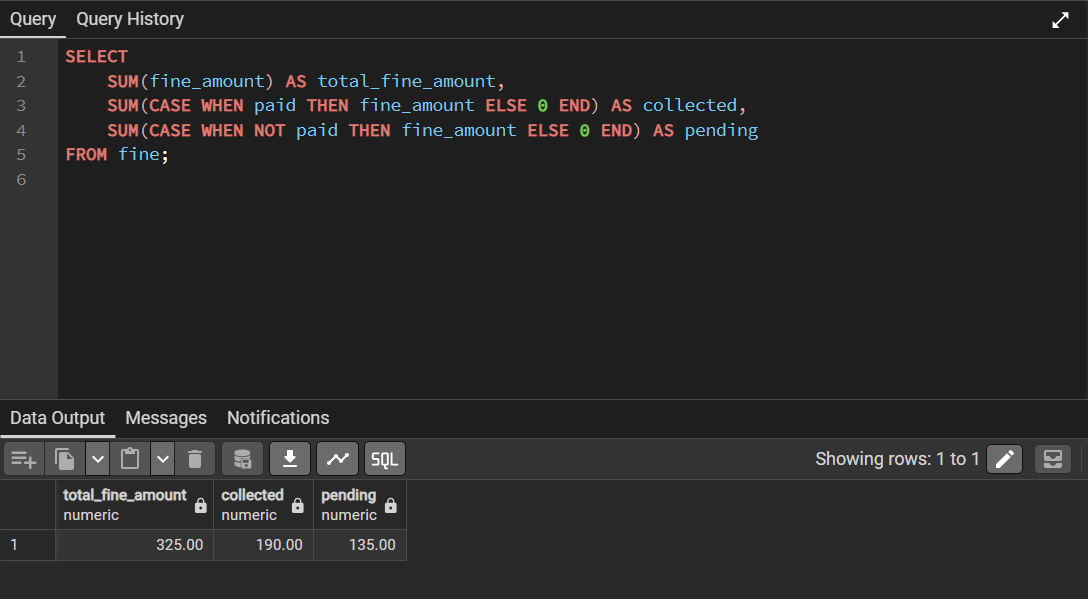 Query Query History
1 SELECT
2 SUM(fine_amount) AS total_fine_amount,
3 SUM(CASE WHEN paid THEN fine_amount ELSE 0 END) AS collected,
4 SUM(CASE WHEN NOT paid THEN fine_amount ELSE 0 END) AS pending
5 FROM fine;
6
Data Output Messages Notifications
SQL Showing rows: 1 to 1
total_fine_amount collected pending
numeric numeric numeric
1 325.00 190.00 135.00